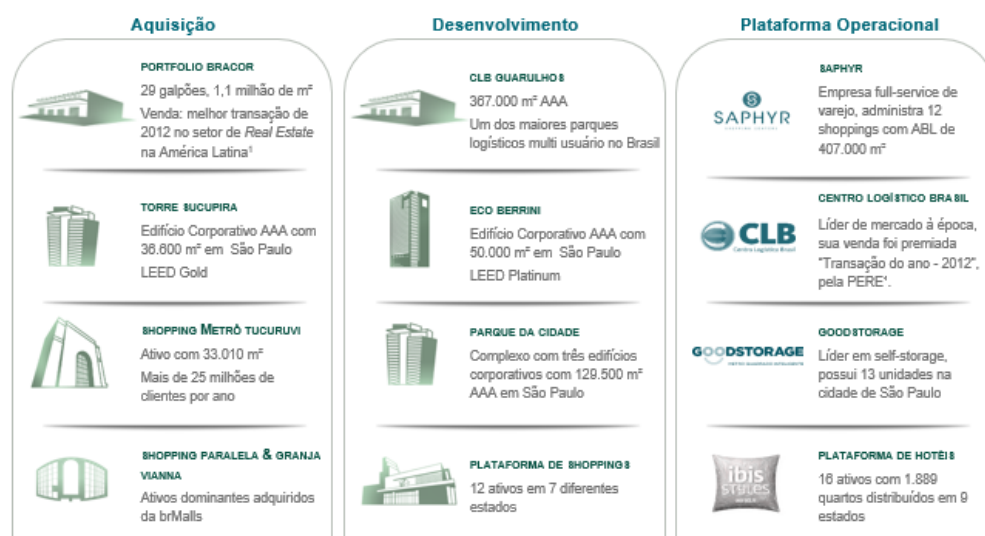 Aquisição
PORTFOLIO BRACOR
29 galpões, 1,1 milhão de m²
Venda: melhor transação de
2012 no setor de Real Estate
na América Latina¹
TORRE SUCUPIRA
Edifício Corporativo AAA com
36.600 m² em São Paulo
LEED Gold
SHOPPING METRÔ TUCURUVI
Ativo com 33.010 m²
Mais de 25 milhões de
clientes por ano
SHOPPING PARALELA & GRANJA
VIANNA
Ativos dominantes adquiridos
da brMalls
Desenvolvimento
CLB GUARULHOS
367.000 m² AAA
Um dos maiores parques
logísticos multi usuário no Brasil
ECO BERRINI
Edifício Corporativo AAA com
50.000 m² em São Paulo
LEED Platinum
PARQUE DA CIDADE
Complexo com três edifícios
corporativos com 129.500 m²
AAA em São Paulo
PLATAFORMA DE SHOPPINGS
12 ativos em 7 diferentes
estados
Plataforma Operacional
SAPHYR
SAPHYR
Empresa full-service de
varejo, administra 12
shoppings com ABL de
407.000 m²
CLB
Centro Logístico Brasil
CENTRO LOGÍSTICO BRASIL
Líder de mercado à época,
sua venda foi premiada
"Transação do ano - 2012",
pela PERE¹.
GOODSTORAGE
GOODSTORAGE
Líder em self-storage,
possui 13 unidades na
cidade de São Paulo
ibis
STYLES
PLATAFORMA DE HOTÉIS
16 ativos com 1.889
quartos distribuídos em 9
estados